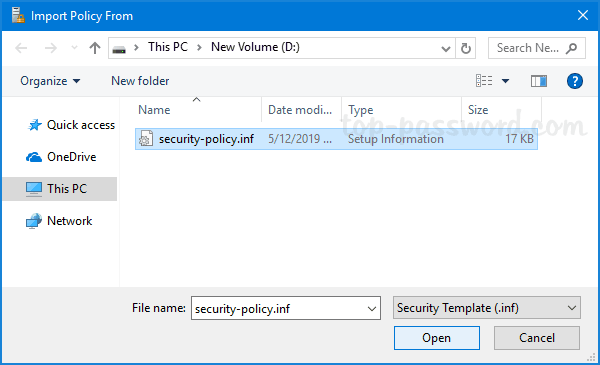 Import Policy From
This PC > New Volume (D:)
Search Ne...
Organize
New folder
Name Date modi... Type Size
Quick access
security-policy.inf 5/12/2019 ... Setup Information 17 KB
top-password.com
OneDrive
This PC
Network
File name: security-policy.inf Security Template (.inf)
Open Cancel